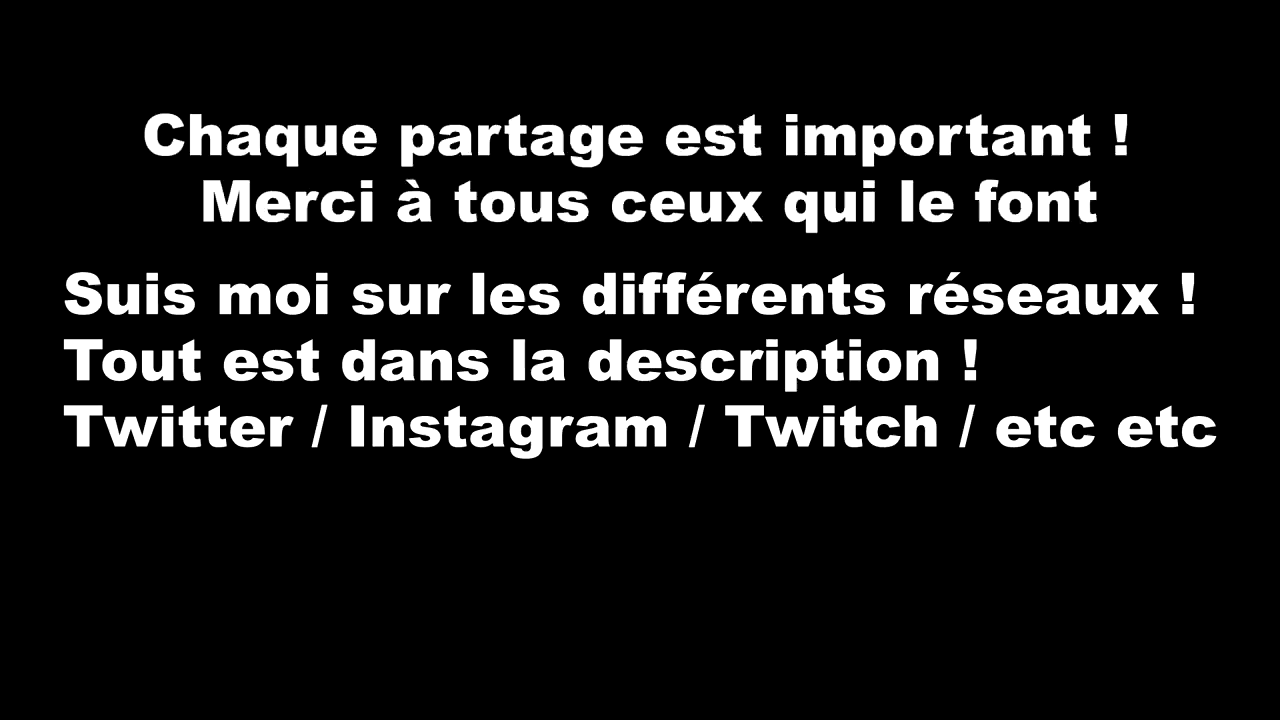 Chaque partage est important !
Merci à tous ceux qui le font
Suis moi sur les différents réseaux !
Tout est dans la description !
Twitter / Instagram / Twitch / etc etc